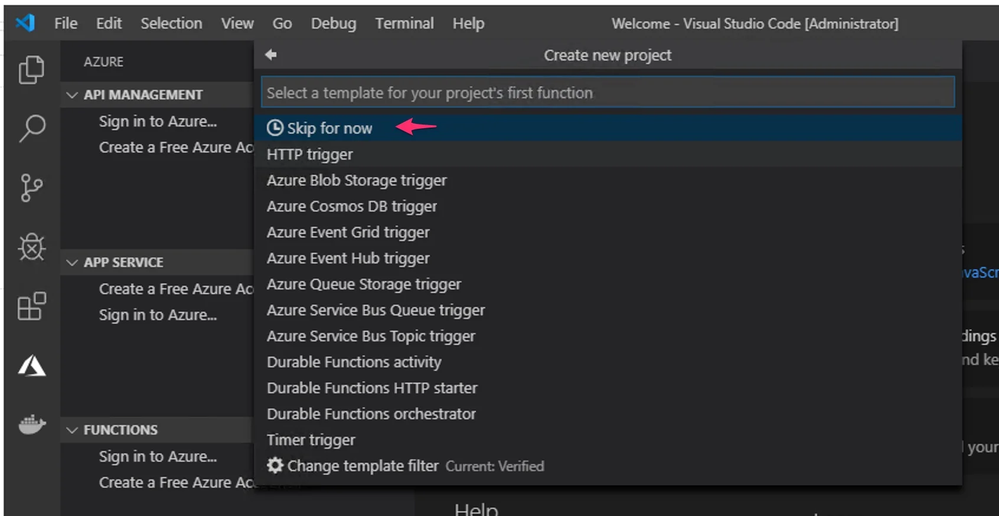 File Edit Selection View Go Debug Terminal Help
Welcome - Visual Studio Code [Administrator]
AZURE
API MANAGEMENT
Sign in to Azure...
Create a Free Azure Ac
APP SERVICE
Create a Free Azure Ac
Sign in to Azure...
FUNCTIONS
Sign in to Azure...
Create a Free Azure Ac
Create new project
Select a template for your project's first function
Skip for now
HTTP trigger
Azure Blob Storage trigger
Azure Cosmos DB trigger
Azure Event Grid trigger
Azure Event Hub trigger
Azure Queue Storage trigger
Azure Service Bus Queue trigger
Azure Service Bus Topic trigger
Durable Functions activity
Durable Functions HTTP starter
Durable Functions orchestrator
Timer trigger
Change template filter Current: Verified
s
vaScr
dings
nd ke
your
Help